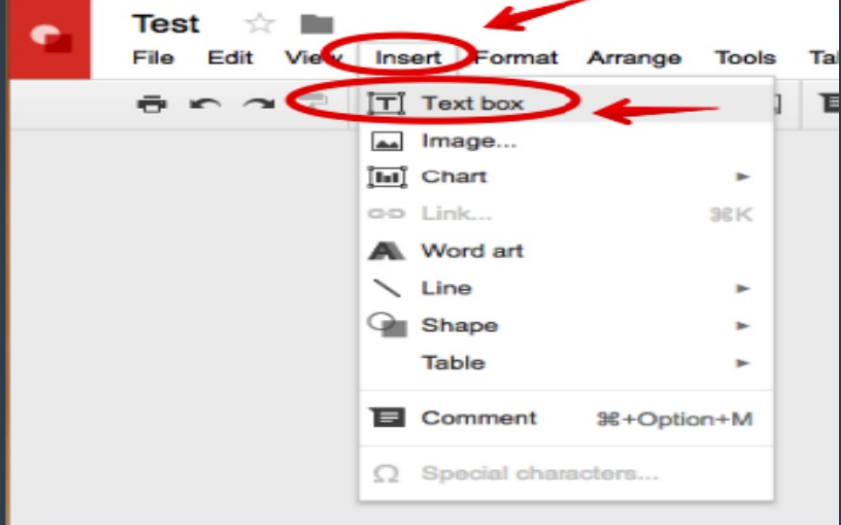 Test
File Edit View Insert Format Arrange Tools
Text box
Image...
Chart
Link... ⌘K
Word art
Line
Shape
Table
Comment ⌘+Option+M
Special characters...